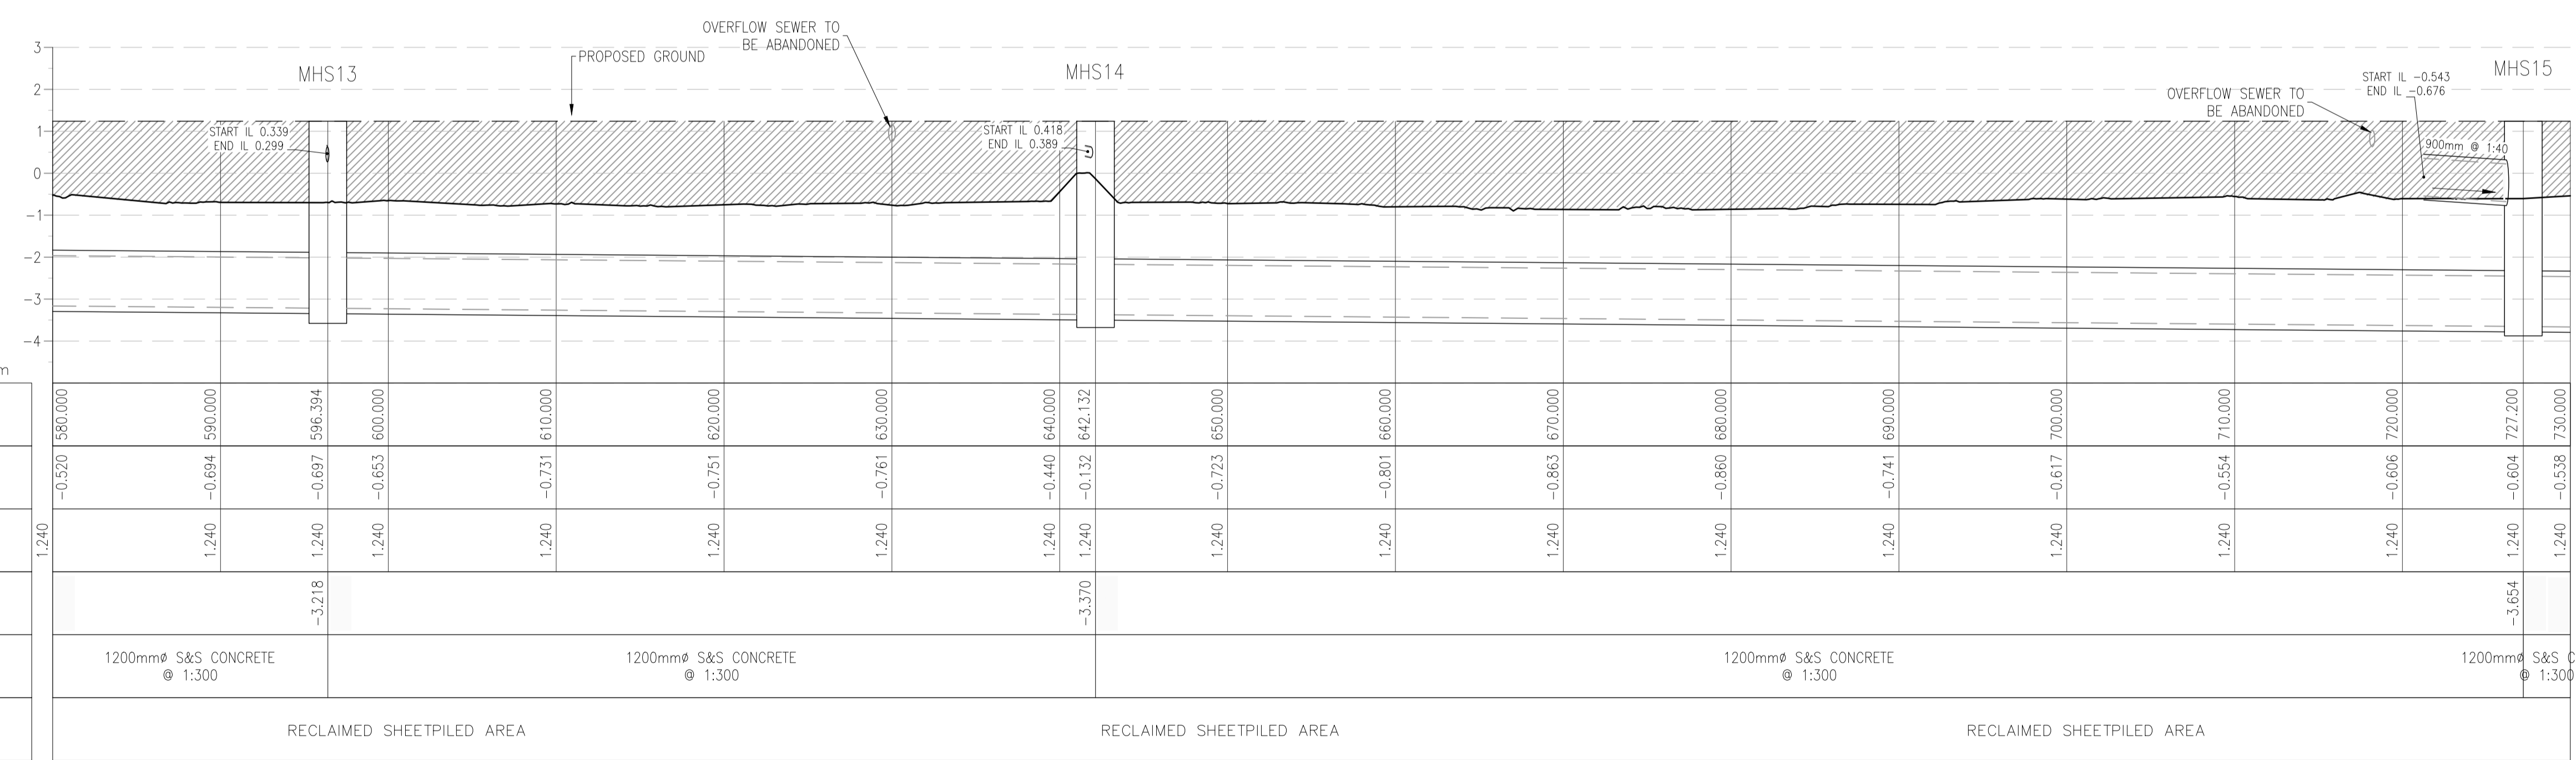 OVERFLOW SEWER TO
BE ABANDONED
PROPOSED GROUND
MHS13
MHS14
MHS15
START IL -0.543
END IL -0.676
OVERFLOW SEWER TO
BE ABANDONED
START IL 0.339
END IL 0.299
START IL 0.418
END IL 0.389
900mm @ 1:40
3
2
1
0
-1
-2
-3
-4
m
580.000 590.000 596.394 600.000 610.000 620.000 630.000 640.000 642.132 650.000 660.000 670.000 680.000 690.000 700.000 710.000 720.000 727.200 730.000
-0.520 -0.694 -0.697 -0.653 -0.731 -0.751 -0.761 -0.440 -0.132 -0.723 -0.801 -0.863 -0.860 -0.741 -0.617 -0.554 -0.606 -0.604 -0.538
1.240 1.240 1.240 1.240 1.240 1.240 1.240 1.240 1.240 1.240 1.240 1.240 1.240 1.240 1.240 1.240 1.240 1.240 1.240
-3.218 -3.370 -3.654
1200mmø S&S CONCRETE
@ 1:300
1200mmø S&S CONCRETE
@ 1:300
1200mmø S&S CONCRETE
@ 1:300
1200mmø S&S C
@ 1:300
RECLAIMED SHEETPILED AREA
RECLAIMED SHEETPILED AREA
RECLAIMED SHEETPILED AREA